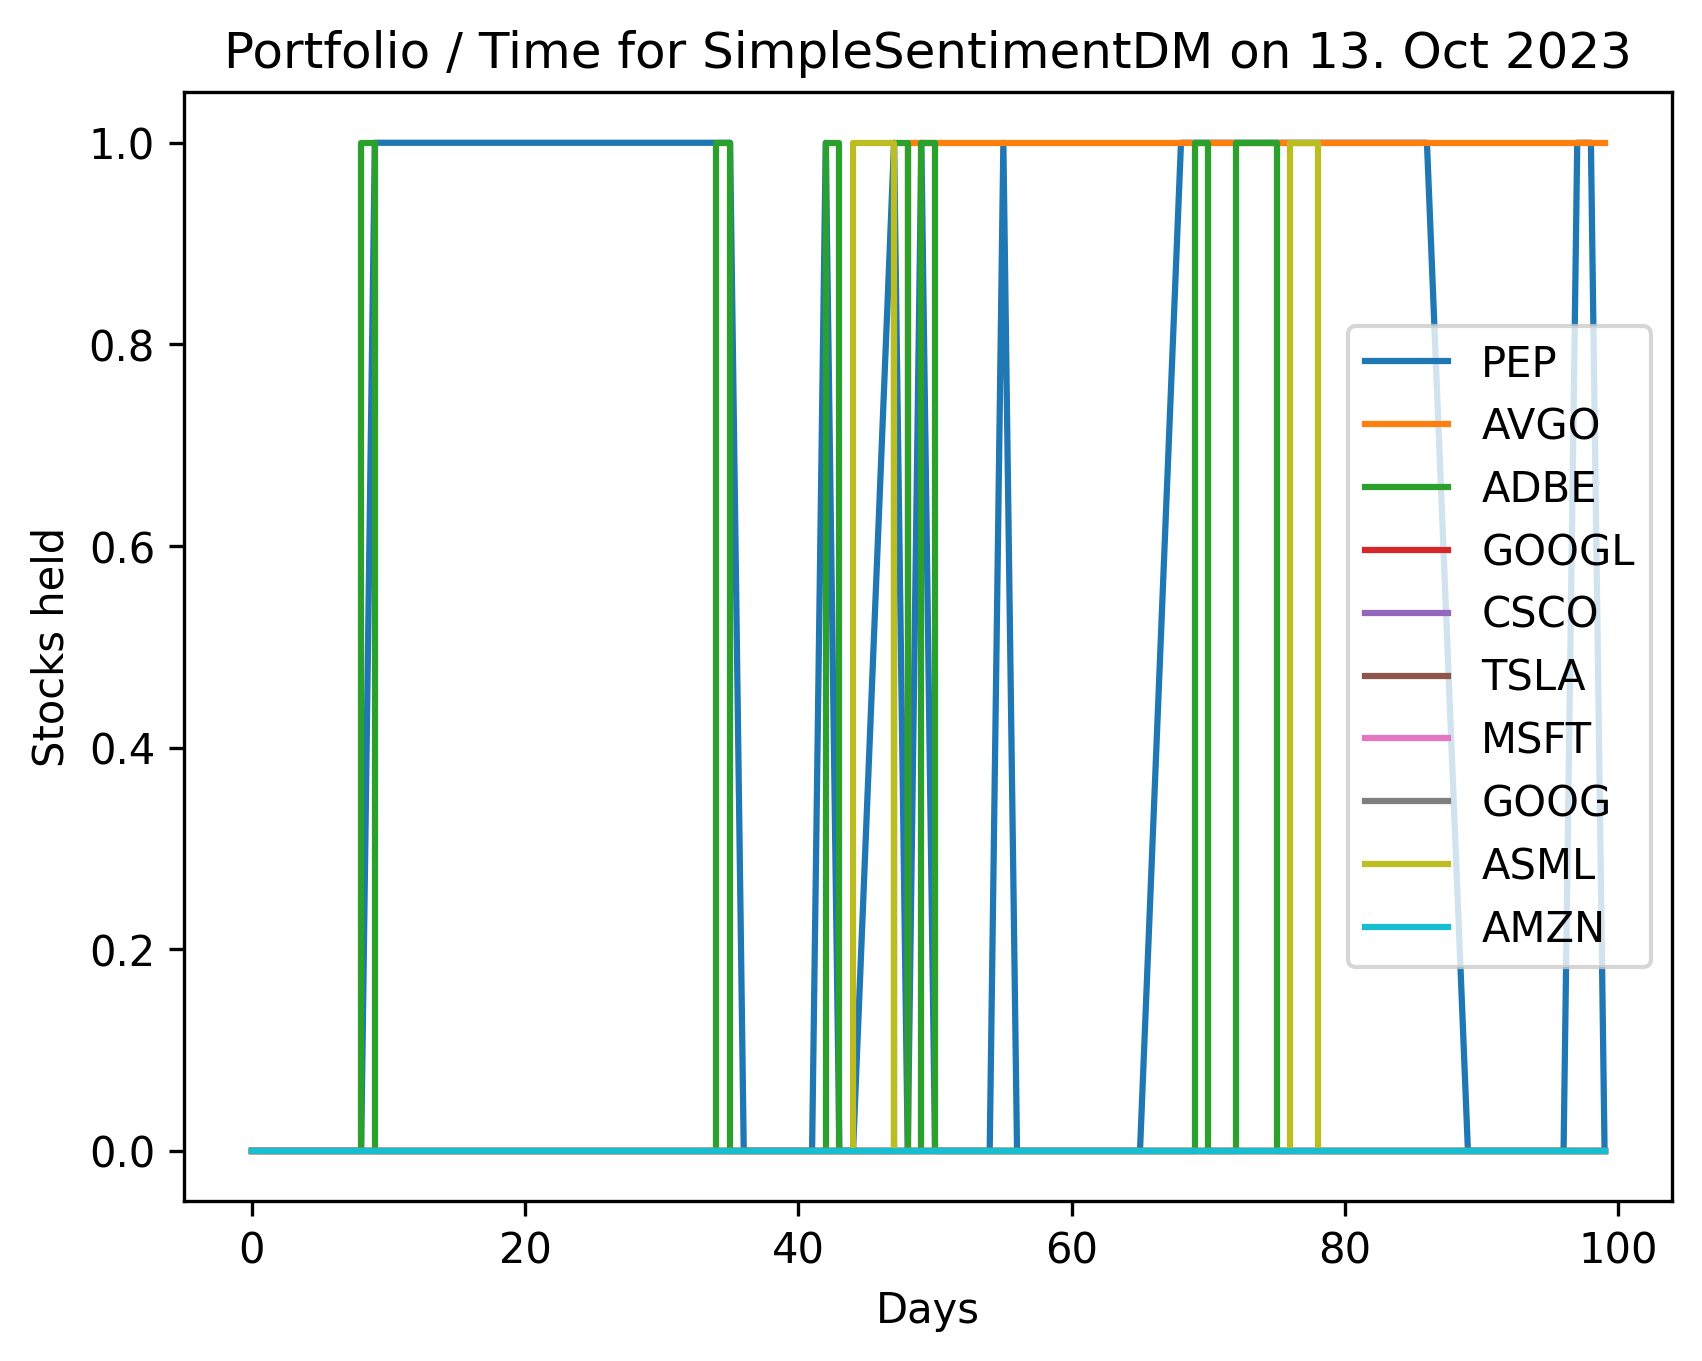 Portfolio / Time for SimpleSentimentDM on 13. Oct 2023
1.0
0.8
0.6
0.4
0.2
0.0
Stocks held
PEP
AVGO
ADBE
GOOGL
CSCO
TSLA
MSFT
GOOG
ASML
AMZN
0 20 40 60 80 100
Days